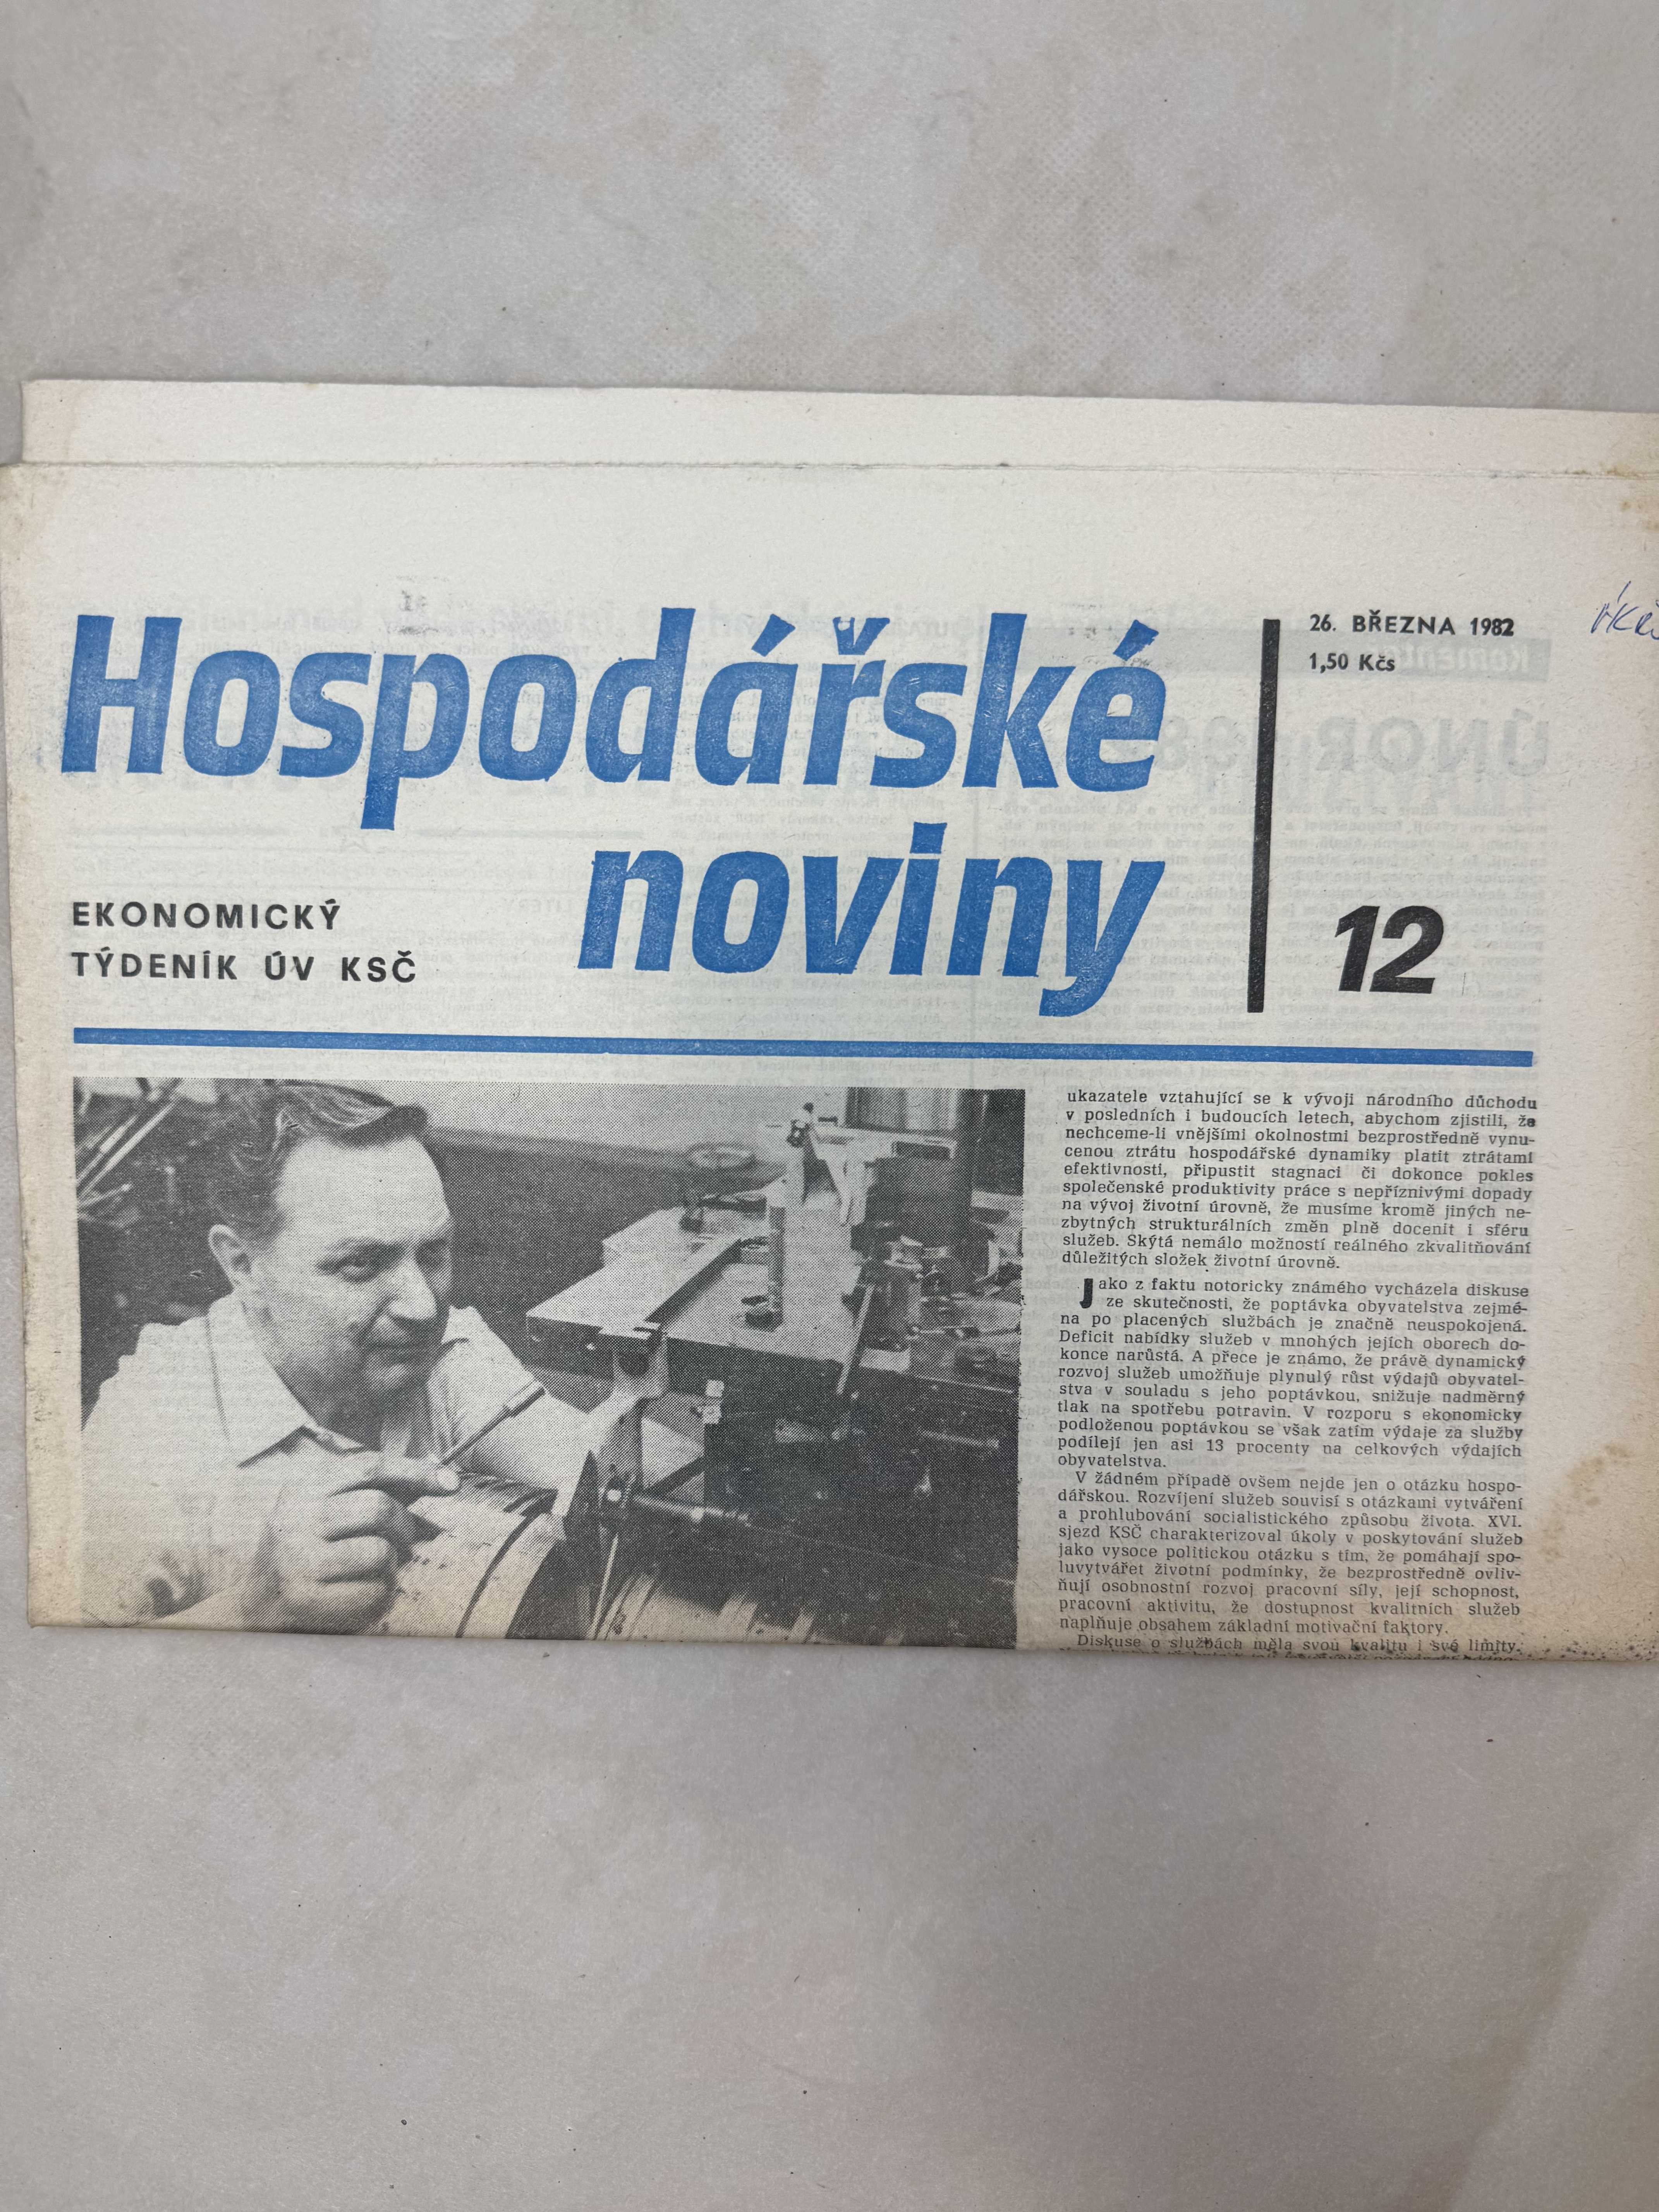 Hospodářské
noviny
EKONOMICKÝ
TÝDENÍK ÚV KSČ
26. BŘEZNA 1982
1,50 Kčs
12
ukazatele vztahující se k vývoji národního důchodu
v posledních i budoucích letech, abychom zjistili, že
nechceme-li vnějšími okolnostmi bezprostředně vynu-
cenou ztrátu hospodářské dynamiky platit ztrátami
efektivnosti, připustit stagnaci či dokonce pokles
společenské produktivity práce s nepříznivými dopady
na vývoj životní úrovně, že musíme kromě jiných ne-
zbytných strukturálních změn plně docenit i sféru
služeb. Skýtá nemálo možností reálného zkvalitňování
důležitých složek životní úrovně.
Jako z faktu notoricky známého vycházela diskuse
ze skutečnosti, že poptávka obyvatelstva zejmé-
na po placených službách je značně neuspokojená.
Deficit nabídky služeb v mnohých jejích oborech do-
konce narůstá. A přece je známo, že právě dynamický
rozvoj služeb umožňuje plynulý růst výdajů obyvatel-
stva v souladu s jeho poptávkou, snižuje nadměrný
tlak na spotřebu potravin. V rozporu s ekonomicky
podloženou poptávkou se však zatím výdaje za služby
podílejí jen asi 13 procenty na celkových výdajích
obyvatelstva.
V žádném případě ovšem nejde jen o otázku hospo-
dářskou. Rozvíjení služeb souvisí s otázkami vytváření
a prohlubování socialistického způsobu života. XVI.
sjezd KSČ charakterizoval úkoly v poskytování služeb
jako vysoce politickou otázku s tím, že pomáhají spo-
luvytvářet životní podmínky, že bezprostředně ovliv-
ňují osobnostní rozvoj pracovní síly, její schopnost,
pracovní aktivitu, že dostupnost kvalitních služeb
naplňuje obsahem základní motivační faktory.
Diskuse o službách měla svou kvalitu i své limity.